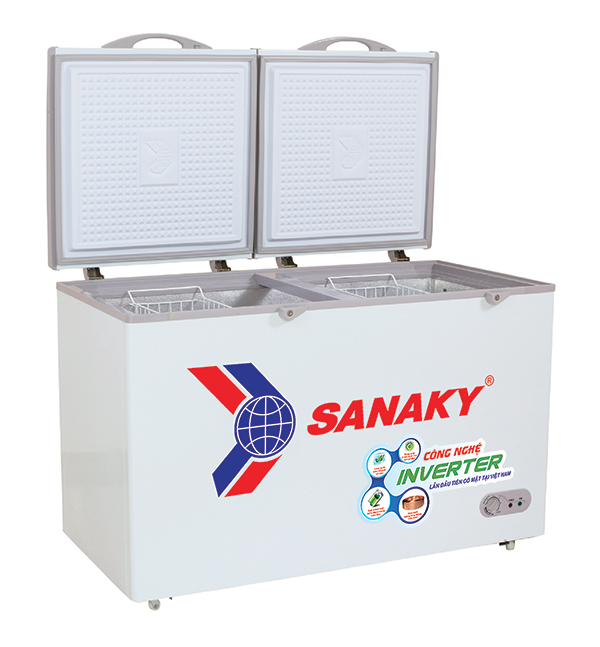 SANAKY®
CÔNG NGHỆ
INVERTER
LẦN ĐẦU TIÊN CÓ MẶT TẠI VIỆT NAM